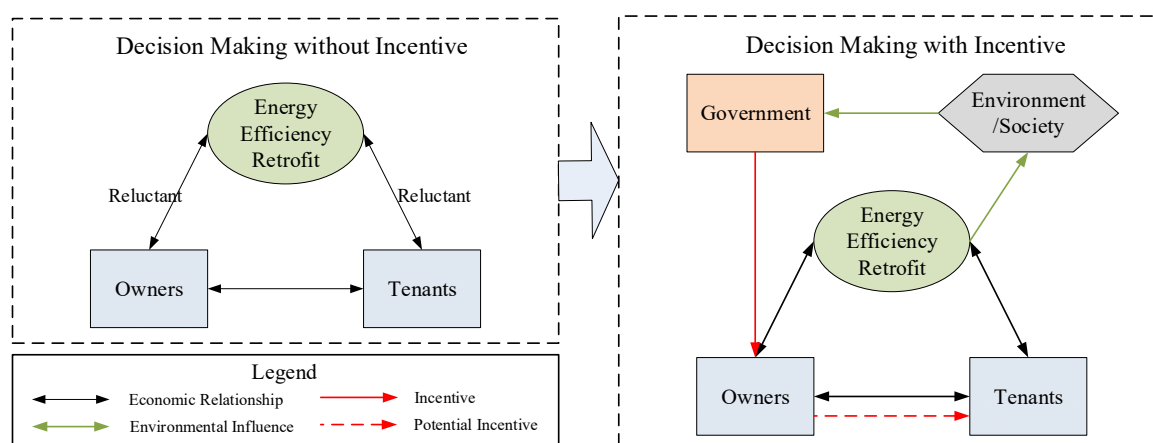 Decision Making without Incentive
Energy
Efficiency
Retrofit
Reluctant
Reluctant
Owners
Tenants
Legend
Economic Relationship
Incentive
Environmental Influence
Potential Incentive
Decision Making with Incentive
Government
Environment
/Society
Energy
Efficiency
Retrofit
Owners
Tenants